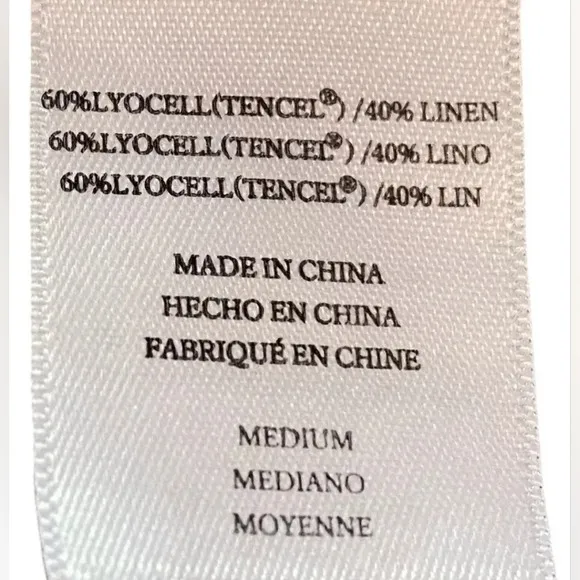 60%LYOCELL(TENCEL®) /40% LINEN
60%LYOCELL(TENCEL®) /40% LINO
60%LYOCELL(TENCEL®) /40% LIN
MADE IN CHINA
HECHO EN CHINA
FABRIQUÉ EN CHINE
MEDIUM
MEDIANO
MOYENNE